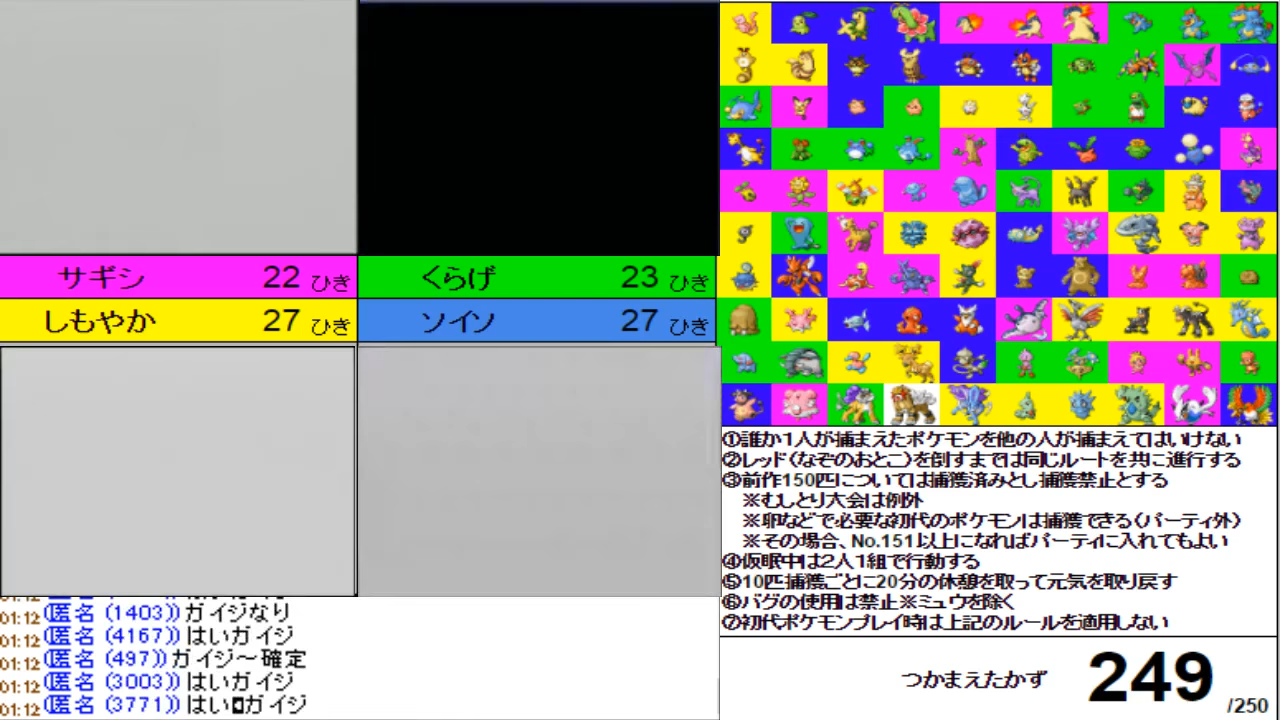 サギシ 22 ひき
くらげ 23 ひき
しもやか 27 ひき
ソイソ 27 ひき
01:12 (匿名 (1403)) ガイジなり
01:12 (匿名 (4167)) はいガイジ
01:12 (匿名 (497)) ガイジ～確定
01:12 (匿名 (3003)) はいガイジ
01:12 (匿名 (3771)) はい◘ガイジ
①誰か1人が捕まえたポケモンを他の人が捕まえてはいけない
②レッド(なぞのおとこ)を倒すまでは同じルートを共に進行する
③前作150匹については捕獲済みとし捕獲禁止とする
※むしとり大会は例外
※卵などで必要な初代のポケモンは捕獲できる(パーティ外)
※その場合、No.151以上になればパーティに入れてもよい
④仮眠中は2人1組で行動する
⑤10匹捕獲ごとに20分の休憩を取って元気を取り戻す
⑥バグの使用は禁止※ミュウを除く
⑦初代ポケモンプレイ時は上記のルールを適用しない
つかまえたかず 249 /250